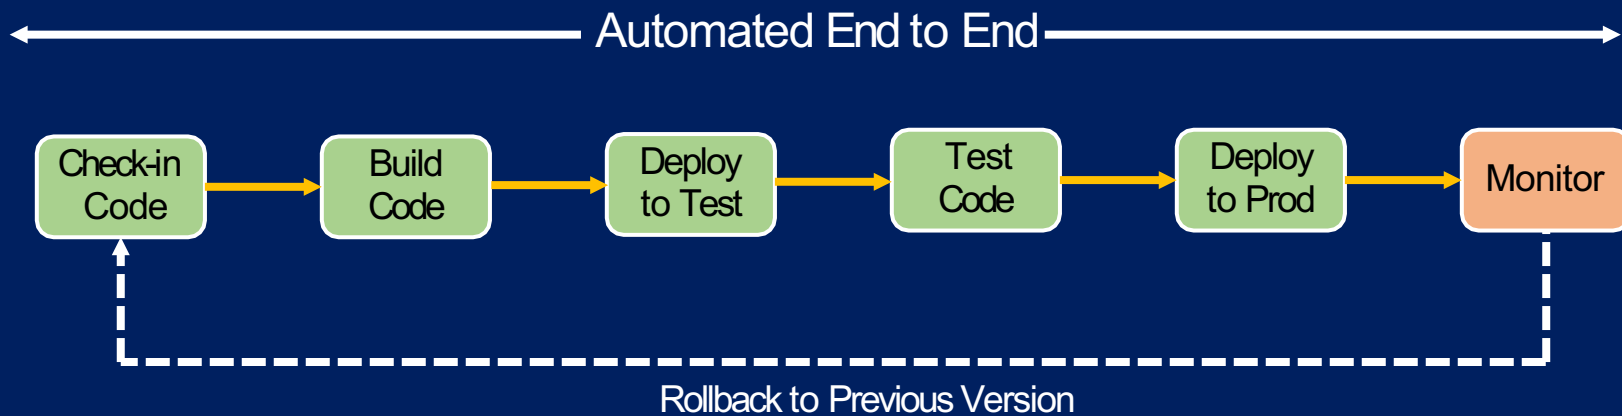 Automated End to End
Check-in
Code
Build
Code
Deploy
to Test
Test
Code
Deploy
to Prod
Monitor
Rollback to Previous Version